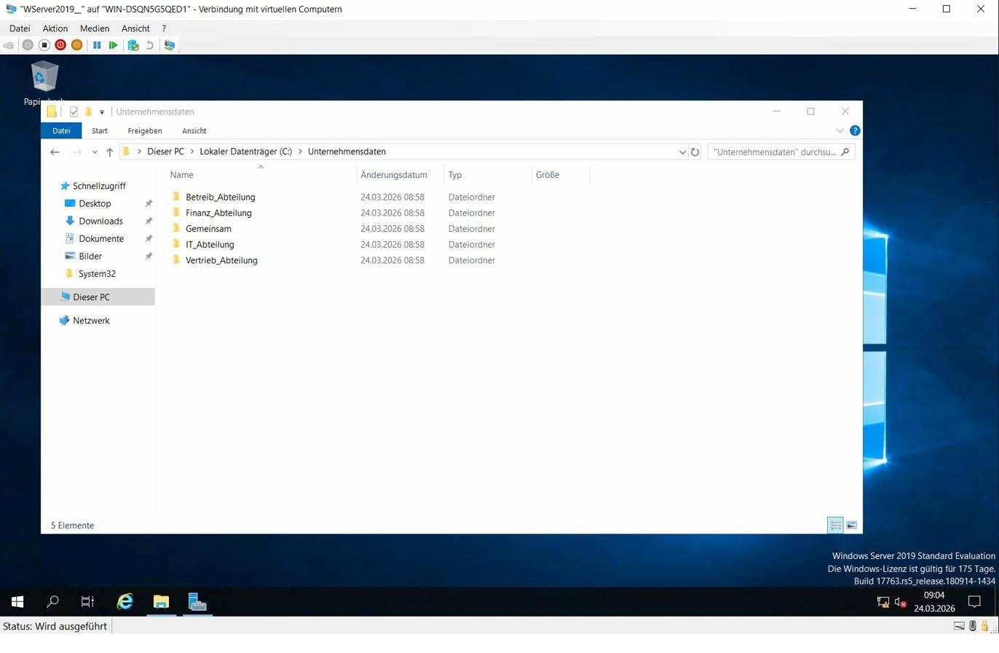 "WServer2019__" auf "WIN-DSQN5G5QED1" - Verbindung mit virtuellen Computern
Datei Aktion Medien Ansicht ?
Unternehmensdaten
Datei Start Freigeben Ansicht ?
Dieser PC > Lokaler Datenträger (C:) > Unternehmensdaten
"Unternehmensdaten" durchsu...
Name Änderungsdatum Typ Größe
Schnellzugriff
Desktop
Downloads
Dokumente
Bilder
System32
Dieser PC
Netzwerk
Betreib_Abteilung 24.03.2026 08:58 Dateiordner
Finanz_Abteilung 24.03.2026 08:58 Dateiordner
Gemeinsam 24.03.2026 08:58 Dateiordner
IT_Abteilung 24.03.2026 08:58 Dateiordner
Vertrieb_Abteilung 24.03.2026 08:58 Dateiordner
5 Elemente
Windows Server 2019 Standard Evaluation
Die Windows-Lizenz ist gültig für 175 Tage.
Build 17763.rs5_release.180914-1434
09:04
24.03.2026
Status: Wird ausgeführt